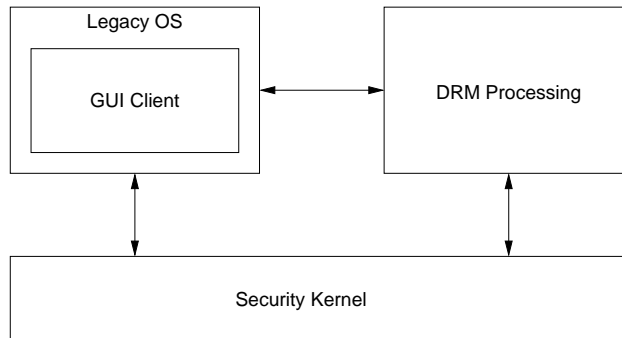 Legacy OS
GUI Client
DRM Processing
Security Kernel